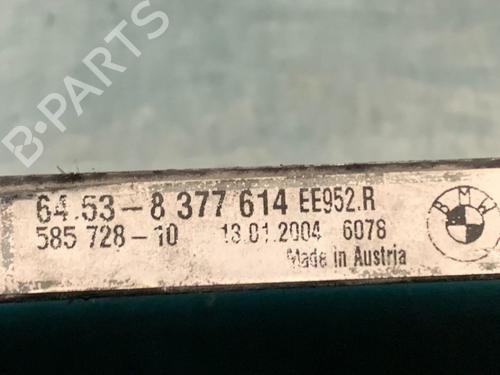 B-PARTS
64.53-8 377 614 EE952.R
585 728-10 13.01.2004 6078
Made in Austria
BMW